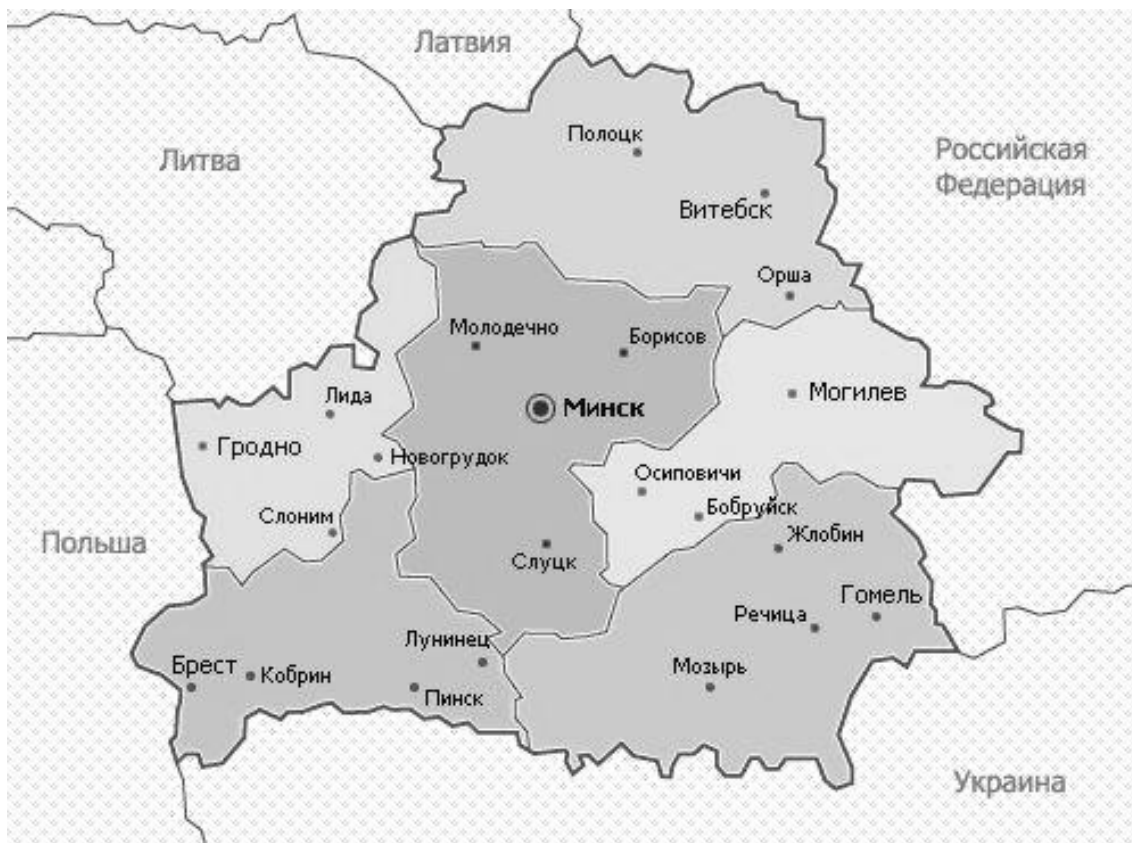 Латвия
Полоцк
Литва
Российская
Федерация
Витебск
Орша
Молодечно
Борисов
Могилев
Лида
Минск
Гродно
Новогрудок
Осиповичи
Бобруйск
Слоним
Жлобин
Польша
Слуцк
Гомель
Речица
Лунинец
Брест
Кобрин
Мозырь
Пинск
Украина